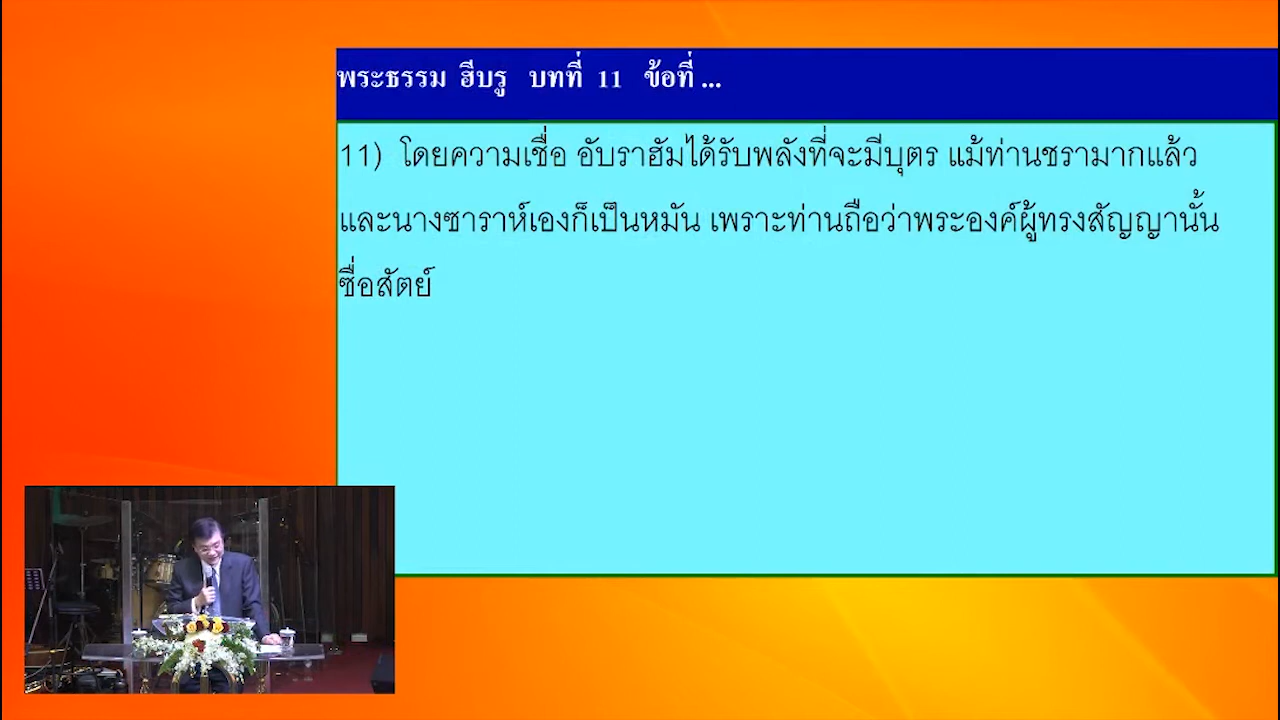 พระธรรม ฮีบรู บทที่ 11 ข้อที่ ...
11) โดยความเชื่อ อับราฮัมได้รับพลังที่จะมีบุตร แม้ท่านชรามากแล้ว
และนางซาราห์เองก็เป็นหมัน เพราะท่านถือว่าพระองค์ผู้ทรงสัญญานั้น
ซื่อสัตย์